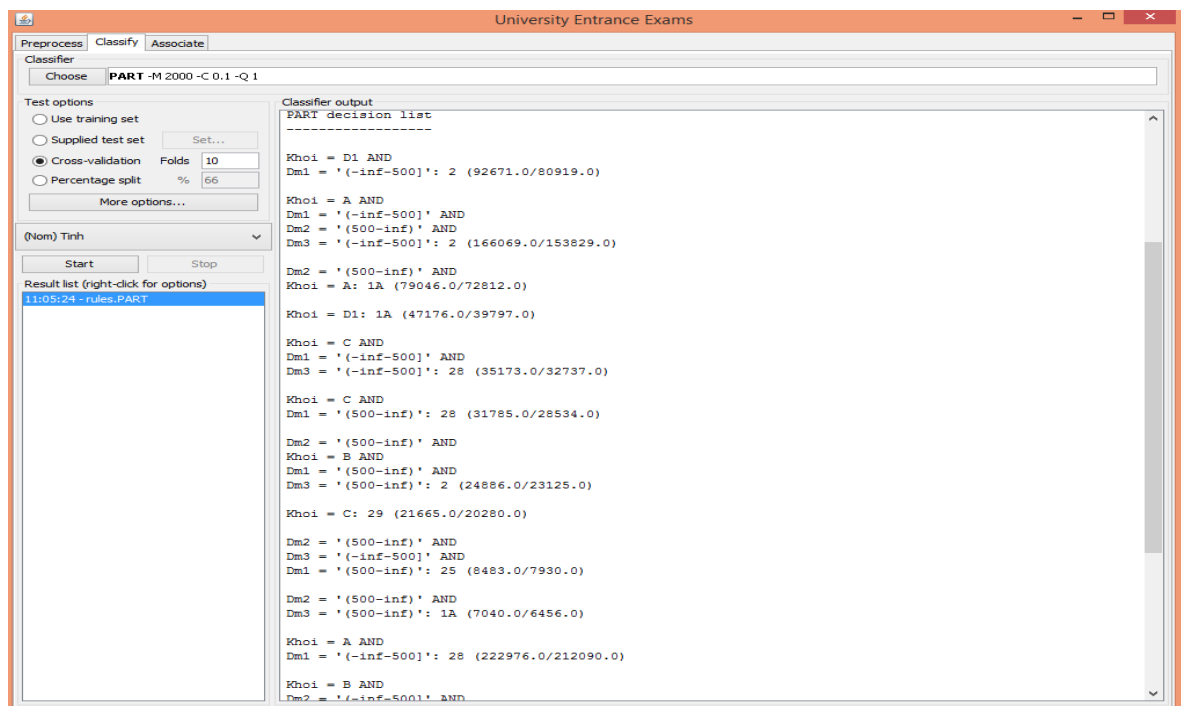 University Entrance Exams
Preprocess Classify Associate
Classifier
Choose PART -M 2000 -C 0.1 -Q 1
Test options
Use training set
Supplied test set Set...
Cross-validation Folds 10
Percentage split % 66
More options...
(Nom) Tinh
Start Stop
Result list (right-click for options)
11:05:24 - rules.PART
Classifier output
PART decision list
------------------
Khoi = D1 AND
Dm1 = '(-inf-500]': 2 (92671.0/80919.0)
Khoi = A AND
Dm1 = '(-inf-500]' AND
Dm2 = '(500-inf)' AND
Dm3 = '(-inf-500]': 2 (166069.0/153829.0)
Dm2 = '(500-inf)' AND
Khoi = A: 1A (79046.0/72812.0)
Khoi = D1: 1A (47176.0/39797.0)
Khoi = C AND
Dm1 = '(-inf-500]' AND
Dm3 = '(-inf-500]': 28 (35173.0/32737.0)
Khoi = C AND
Dm1 = '(500-inf)': 28 (31785.0/28534.0)
Dm2 = '(500-inf)' AND
Khoi = B AND
Dm1 = '(500-inf)' AND
Dm3 = '(500-inf)': 2 (24886.0/23125.0)
Khoi = C: 29 (21665.0/20280.0)
Dm2 = '(500-inf)' AND
Dm3 = '(-inf-500]' AND
Dm1 = '(500-inf)': 25 (8483.0/7930.0)
Dm2 = '(500-inf)' AND
Dm3 = '(500-inf)': 1A (7040.0/6456.0)
Khoi = A AND
Dm1 = '(-inf-500]': 28 (222976.0/212090.0)
Khoi = B AND
Dm2 = '(-inf-500]' AND